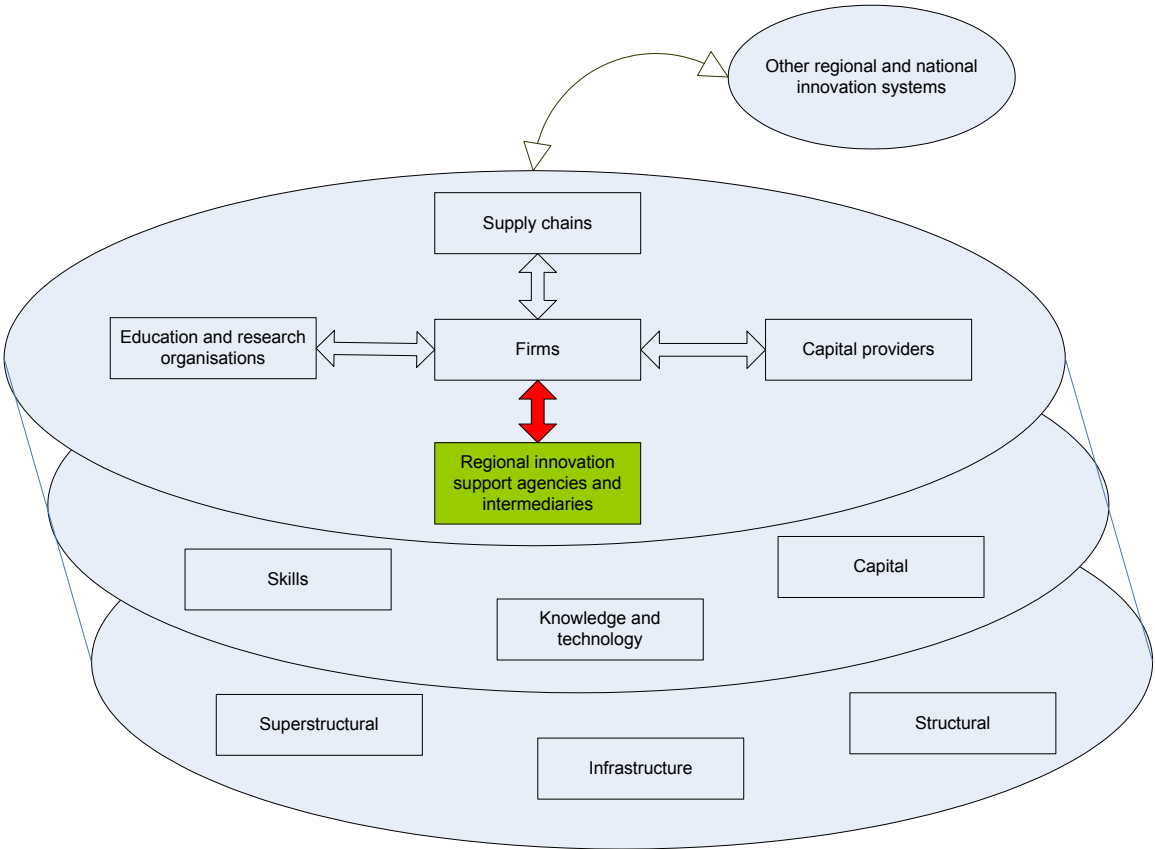 Other regional and national
innovation systems
Supply chains
Education and research
organisations
Firms
Capital providers
Regional innovation
support agencies and
intermediaries
Skills
Capital
Knowledge and
technology
Superstructural
Structural
Infrastructure